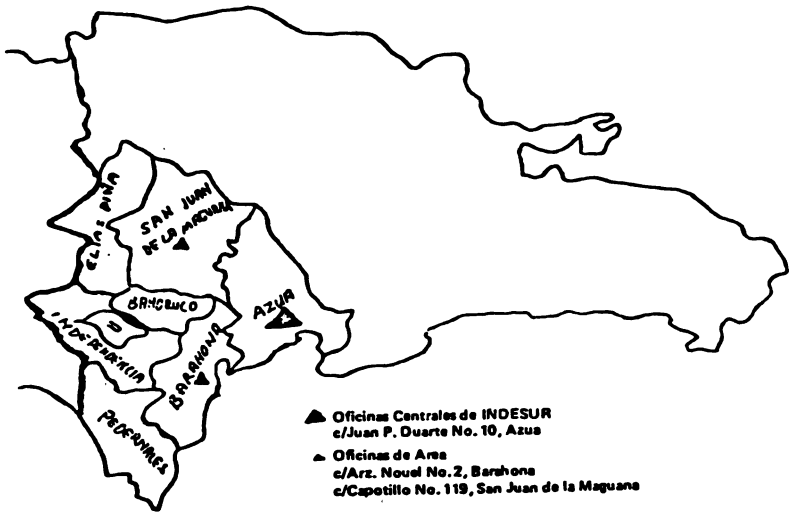 ELIAS PIÑA
SAN JUAN
DE LA MAGUANA
BAHORUCO
AZUA
INDEPENDENCIA
BARAHONA
PEDERNALES
Oficinas Centrales de INDESUR
c/Juan P. Duarte No. 10, Azua
Oficinas de Area
c/Arz. Nouel No. 2, Barahona
c/Capotillo No. 119, San Juan de la Maguana